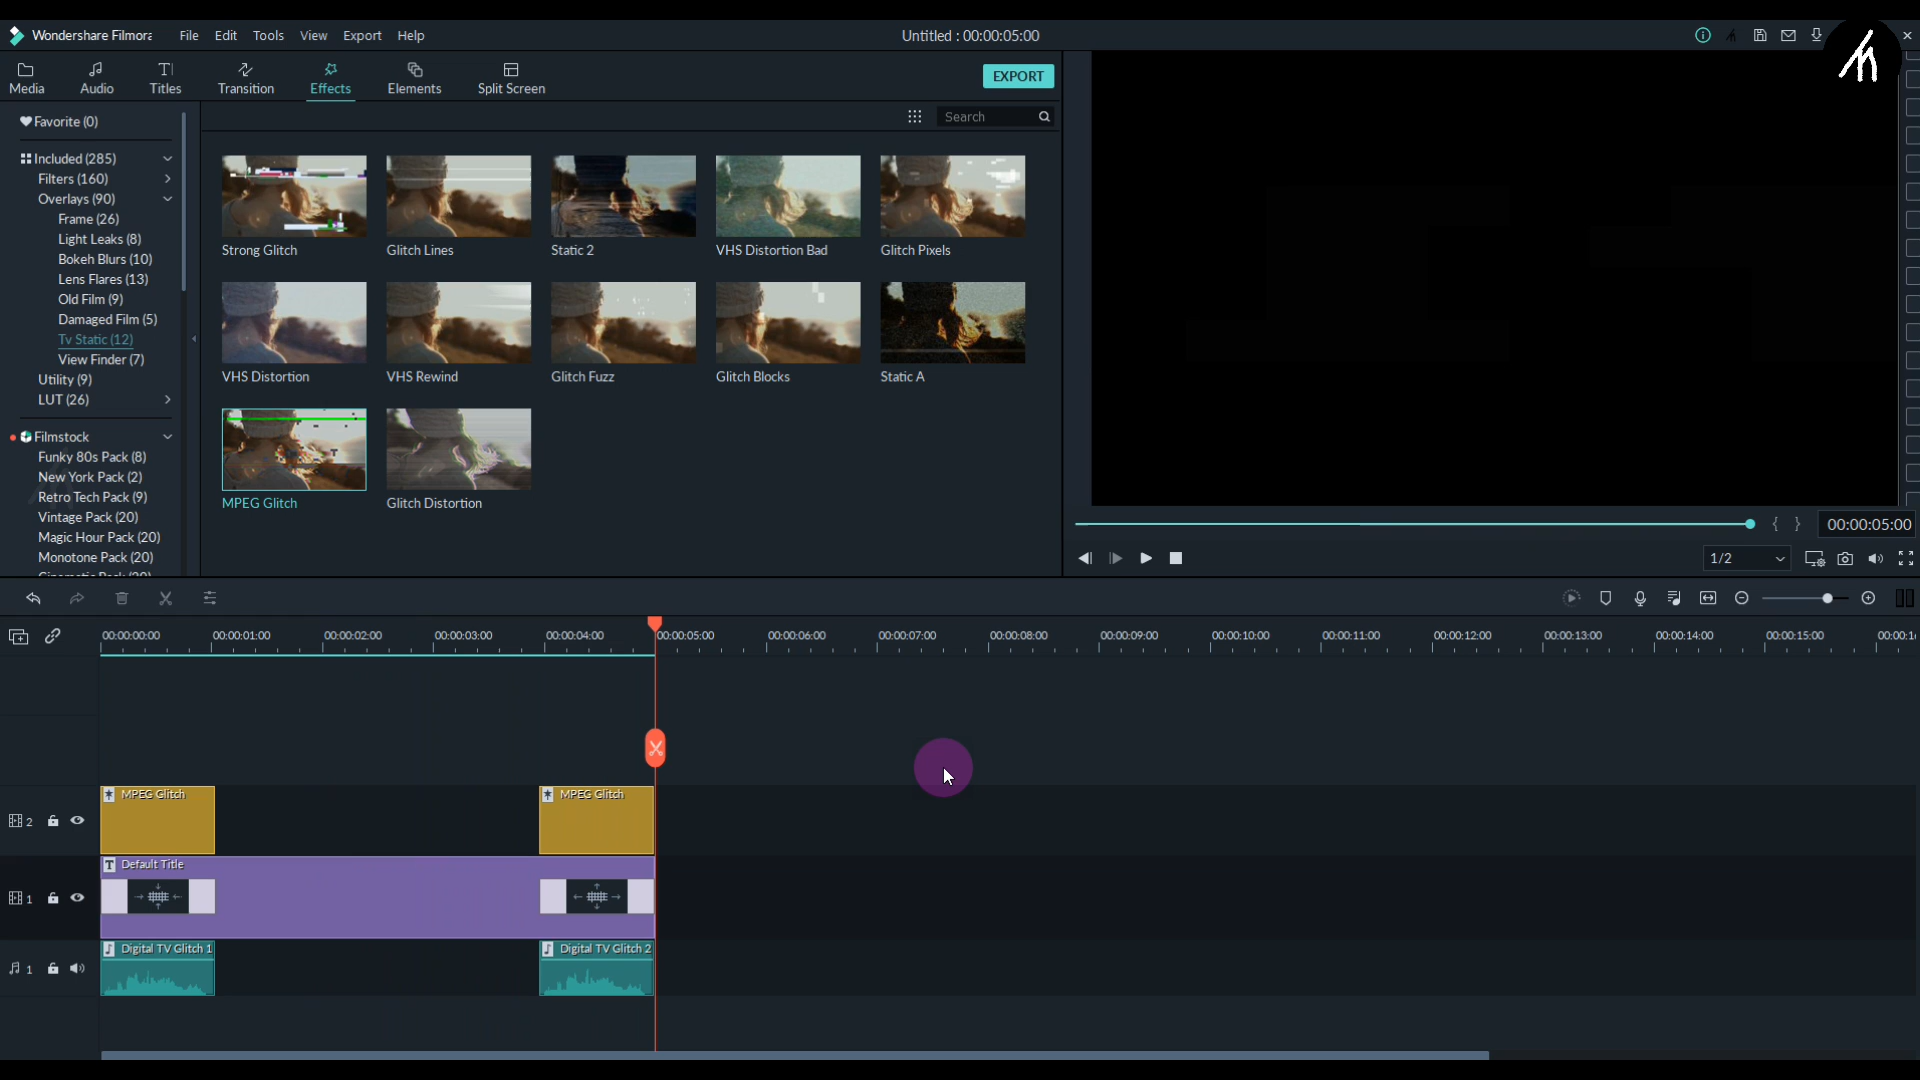 Wondershare Filmora
File Edit Tools View Export Help
Untitled : 00:00:05:00
Media Audio Titles Transition Effects Elements Split Screen
EXPORT
Search
Favorite (0)
Included (285)
Filters (160)
Overlays (90)
Frame (26)
Light Leaks (8)
Bokeh Blurs (10)
Lens Flares (13)
Old Film (9)
Damaged Film (5)
Tv Static (12)
View Finder (7)
Utility (9)
LUT (26)
Filmstock
Funky 80s Pack (8)
New York Pack (2)
Retro Tech Pack (9)
Vintage Pack (20)
Magic Hour Pack (20)
Monotone Pack (20)
Strong Glitch Glitch Lines Static 2 VHS Distortion Bad Glitch Pixels
VHS Distortion VHS Rewind Glitch Fuzz Glitch Blocks Static A
MPEG Glitch Glitch Distortion
{ } 00:00:05:00
1/2
00:00:00:00 00:00:01:00 00:00:02:00 00:00:03:00 00:00:04:00 00:00:05:00 00:00:06:00 00:00:07:00 00:00:08:00 00:00:09:00 00:00:10:00 00:00:11:00 00:00:12:00 00:00:13:00 00:00:14:00 00:00:15:00
MPEG Glitch MPEG Glitch
2
T Default Title
1
Digital TV Glitch 1 Digital TV Glitch 2
1